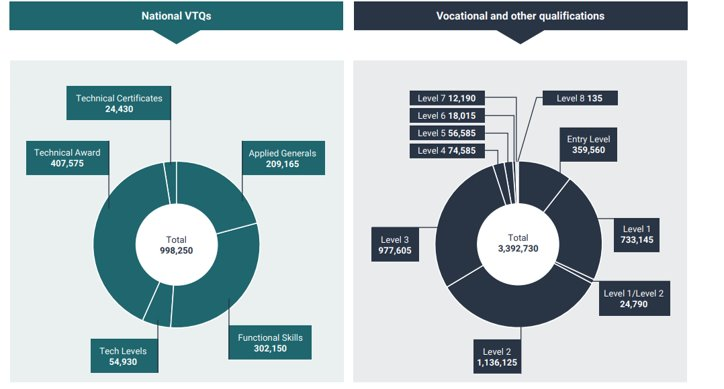 National VTQs
Technical Certificates
24,430
Technical Award
407,575
Applied Generals
209,165
Total
998,250
Functional Skills
302,150
Tech Levels
54,930
Vocational and other qualifications
Level 7 12,190
Level 8 135
Level 6 18,015
Level 5 56,585
Level 4 74,585
Entry Level
359,560
Level 3
977,605
Total
3,392,730
Level 1
733,145
Level 1/Level 2
24,790
Level 2
1,136,125